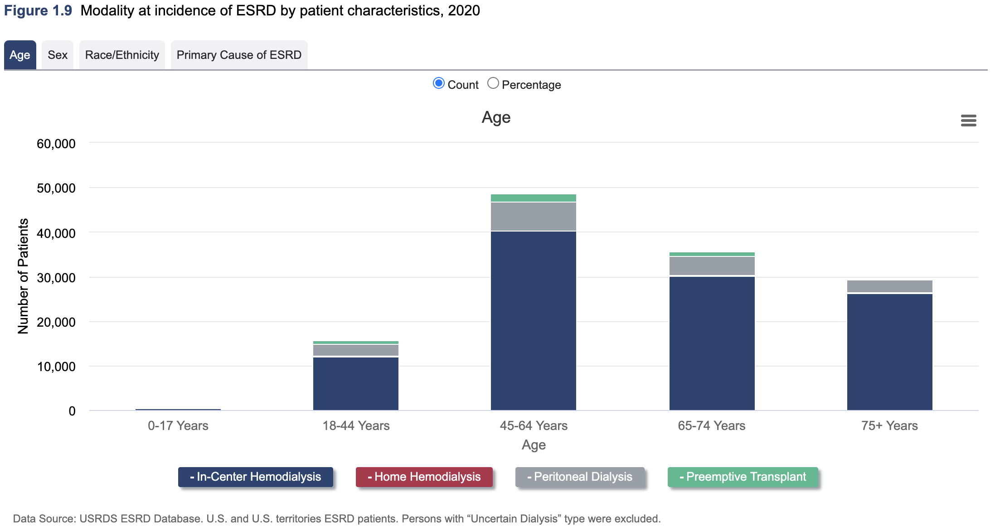 Figure 1.9 Modality at incidence of ESRD by patient characteristics, 2020
Age Sex Race/Ethnicity Primary Cause of ESRD
Count Percentage
Age
60,000
50,000
40,000
30,000
20,000
10,000
0
Number of Patients
0-17 Years 18-44 Years 45-64 Years 65-74 Years 75+ Years
Age
- In-Center Hemodialysis - Home Hemodialysis - Peritoneal Dialysis - Preemptive Transplant
Data Source: USRDS ESRD Database. U.S. and U.S. territories ESRD patients. Persons with “Uncertain Dialysis” type were excluded.